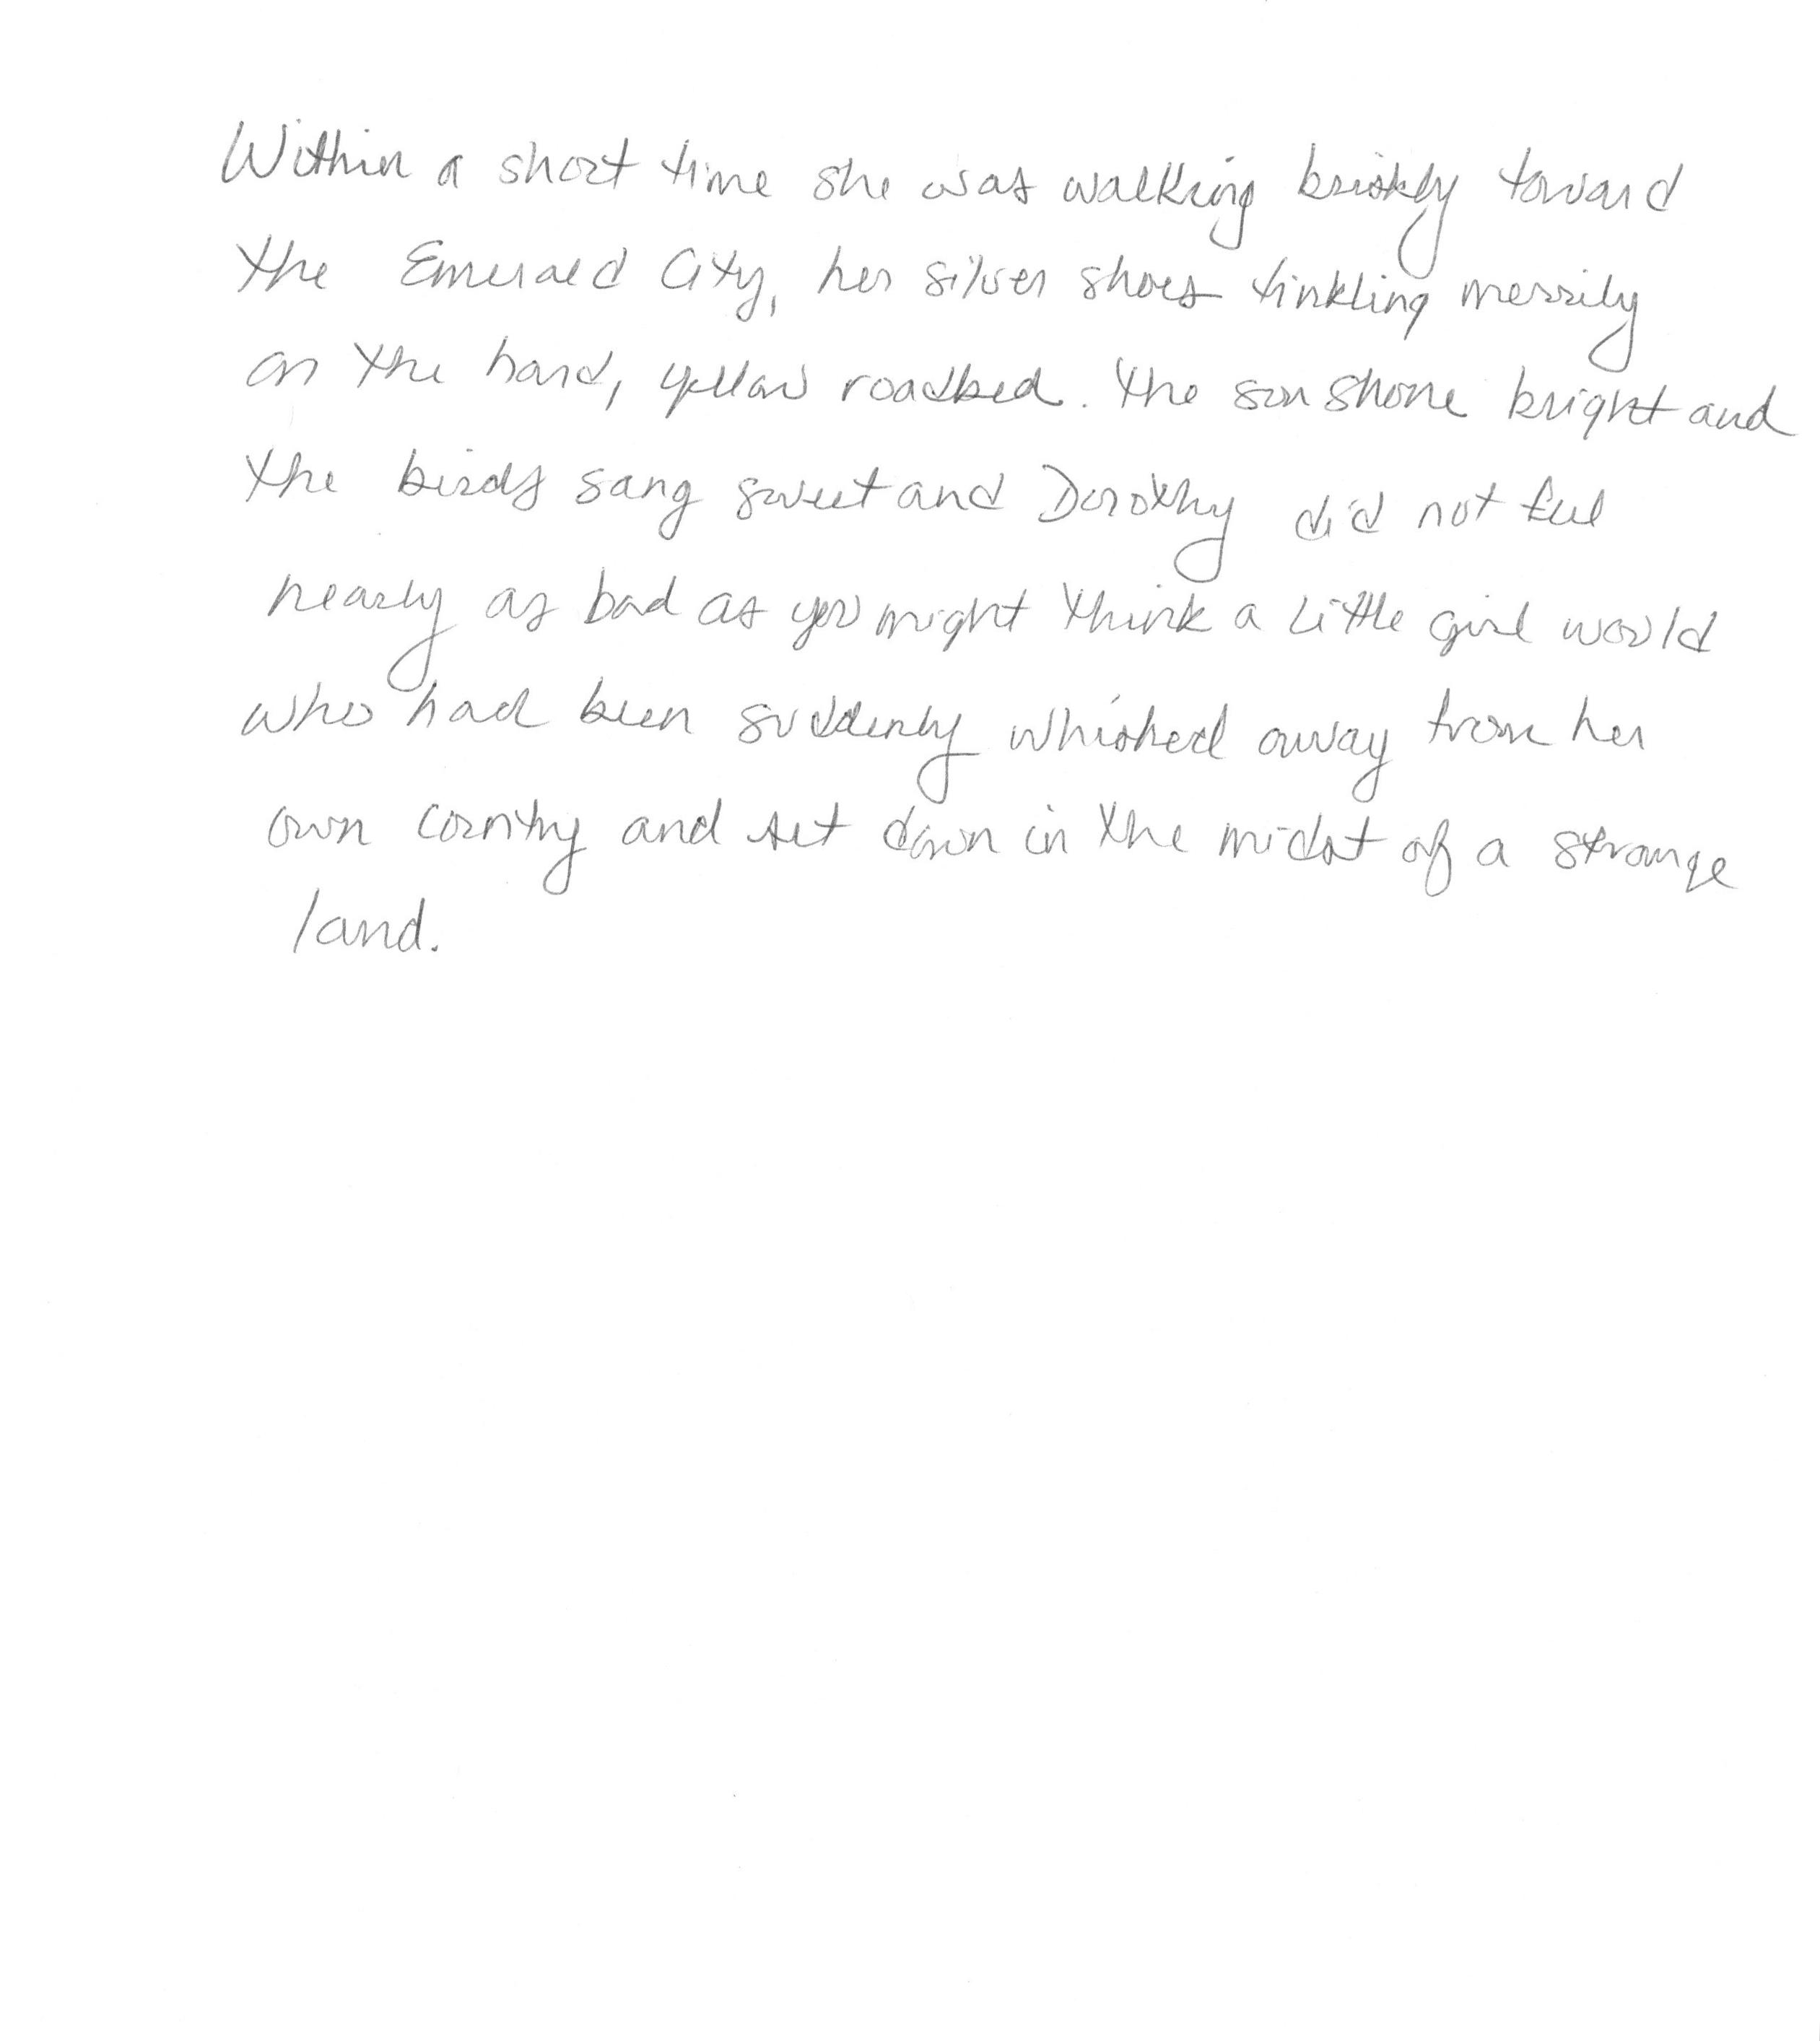 Within a short time she was walking briskly toward
the Emerald City, her silver shoes tinkling merrily
on the hard, yellow roadbed. The sun shone bright and
the birds sang sweet and Dorothy did not feel
nearly as bad as you might think a little girl would
who had been suddenly whisked away from her
own country and set down in the midst of a strange
land.